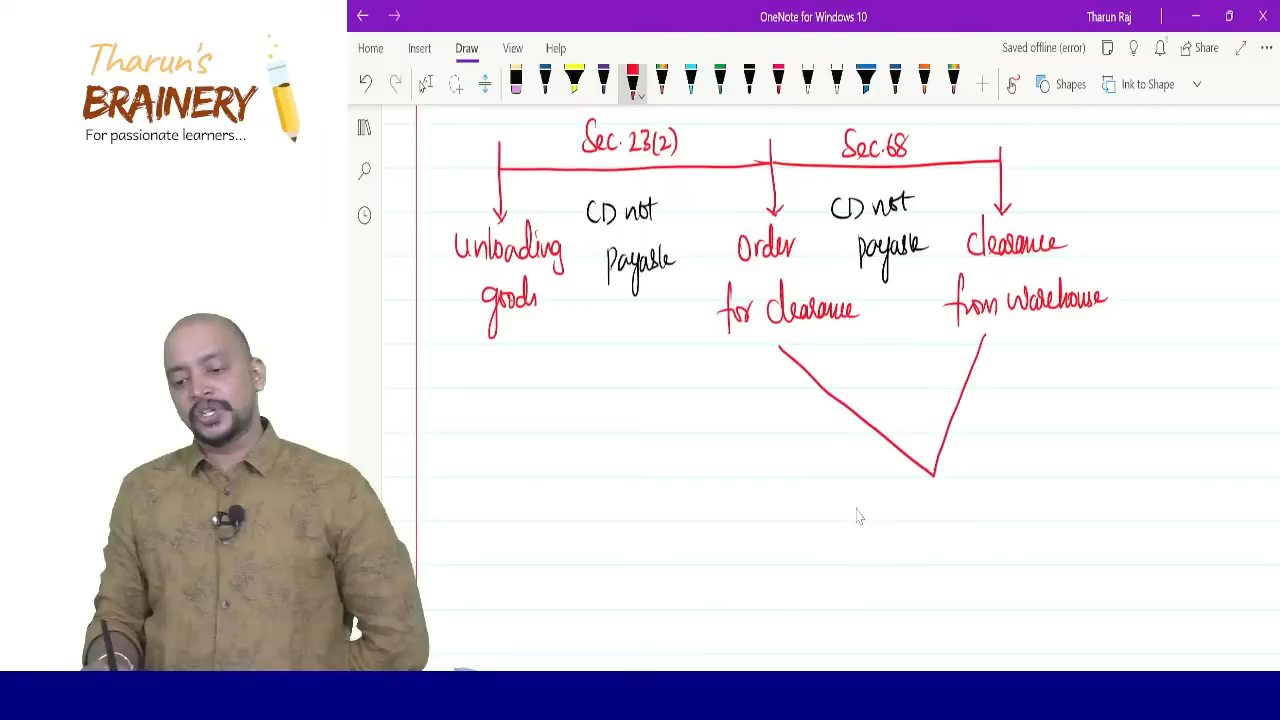 Tharun's
BRAINERY
For passionate learners...
OneNote for Windows 10
Tharun Raj
Home Insert Draw View Help
Saved offline (error)
Share
Shapes
Ink to Shape
Sec. 23(2)
Sec. 68
CD not
payable
CD not
payable
Unloading
goods
Order
for clearance
Clearance
from warehouse